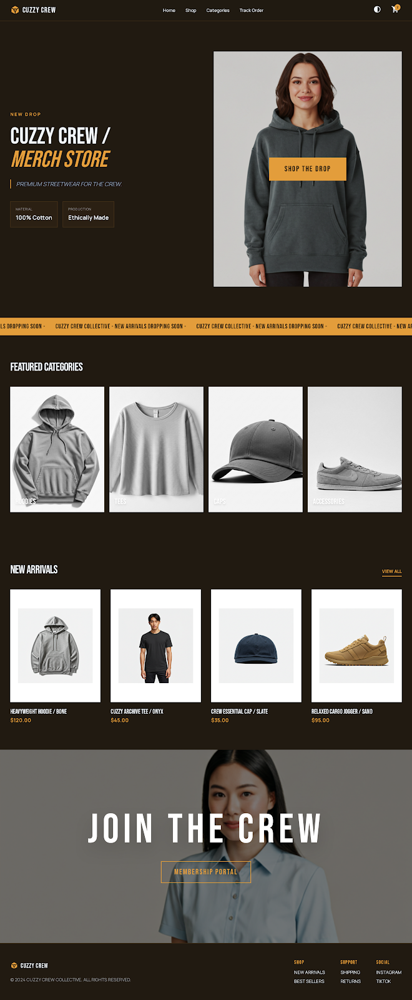 CUZZY CREW
Home Shop Categories Track Order
2
NEW DROP
CUZZY CREW /
MERCH STORE
PREMIUM STREETWEAR FOR THE CREW.
MATERIAL
100% Cotton
PRODUCTION
Ethically Made
SHOP THE DROP
LS DROPPING SOON - CUZZY CREW COLLECTIVE - NEW ARRIVALS DROPPING SOON - CUZZY CREW COLLECTIVE - NEW ARRIVALS DROPPING SOON - CUZZY CREW COLLECTIVE - NEW AR
FEATURED CATEGORIES
HOODIES
TEES
CAPS
ACCESSORIES
NEW ARRIVALS
VIEW ALL
HEAVYWEIGHT HOODIE / BONE
$120.00
CUZZY ARCHIVE TEE / ONYX
$45.00
CREW ESSENTIAL CAP / SLATE
$35.00
RELAXED CARGO JOGGER / SAND
$95.00
JOIN THE CREW
MEMBERSHIP PORTAL
CUZZY CREW
© 2024 CUZZY CREW COLLECTIVE. ALL RIGHTS RESERVED.
SHOP
NEW ARRIVALS
BEST SELLERS
SUPPORT
SHIPPING
RETURNS
SOCIAL
INSTAGRAM
TIKTOK